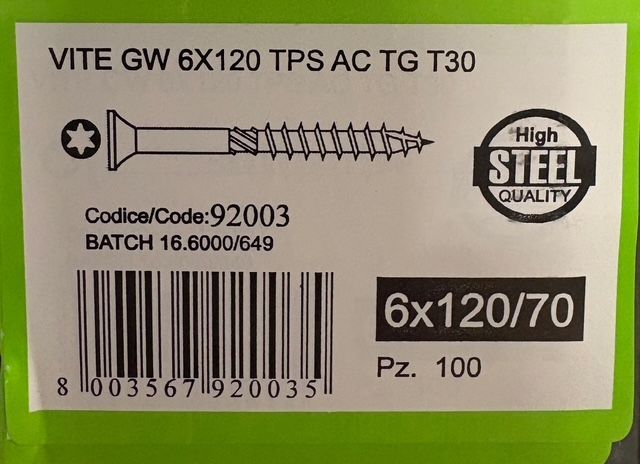 VITE GW 6X120 TPS AC TG T30
High
STEEL
QUALITY
Codice/Code:92003
BATCH 16.6000/649
6x120/70
Pz. 100
8 003567 920035